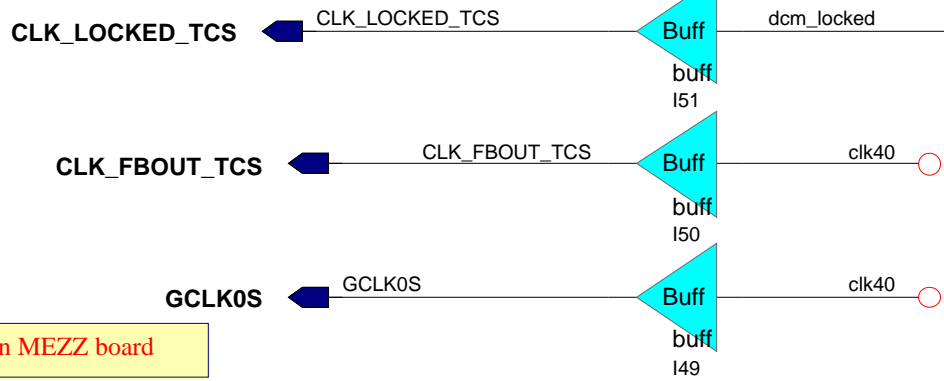 CLK_LOCKED_TCS CLK_LOCKED_TCS Buff dcm_locked
buff
I51
CLK_FBOUT_TCS CLK_FBOUT_TCS Buff clk40
buff
I50
GCLK0S GCLK0S Buff clk40
buff
I49
MEZZ board